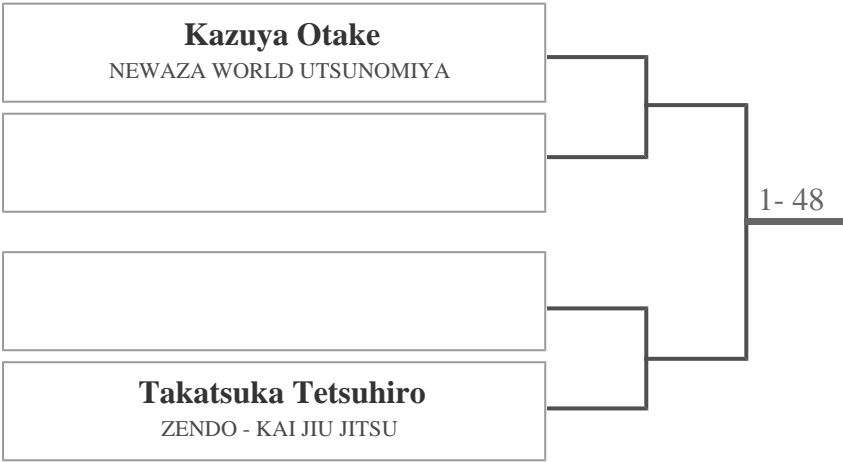 Kazuya Otake
NEWAZA WORLD UTSUNOMIYA
1- 48
Takatsuka Tetsuhiro
ZENDO - KAI JIU JITSU